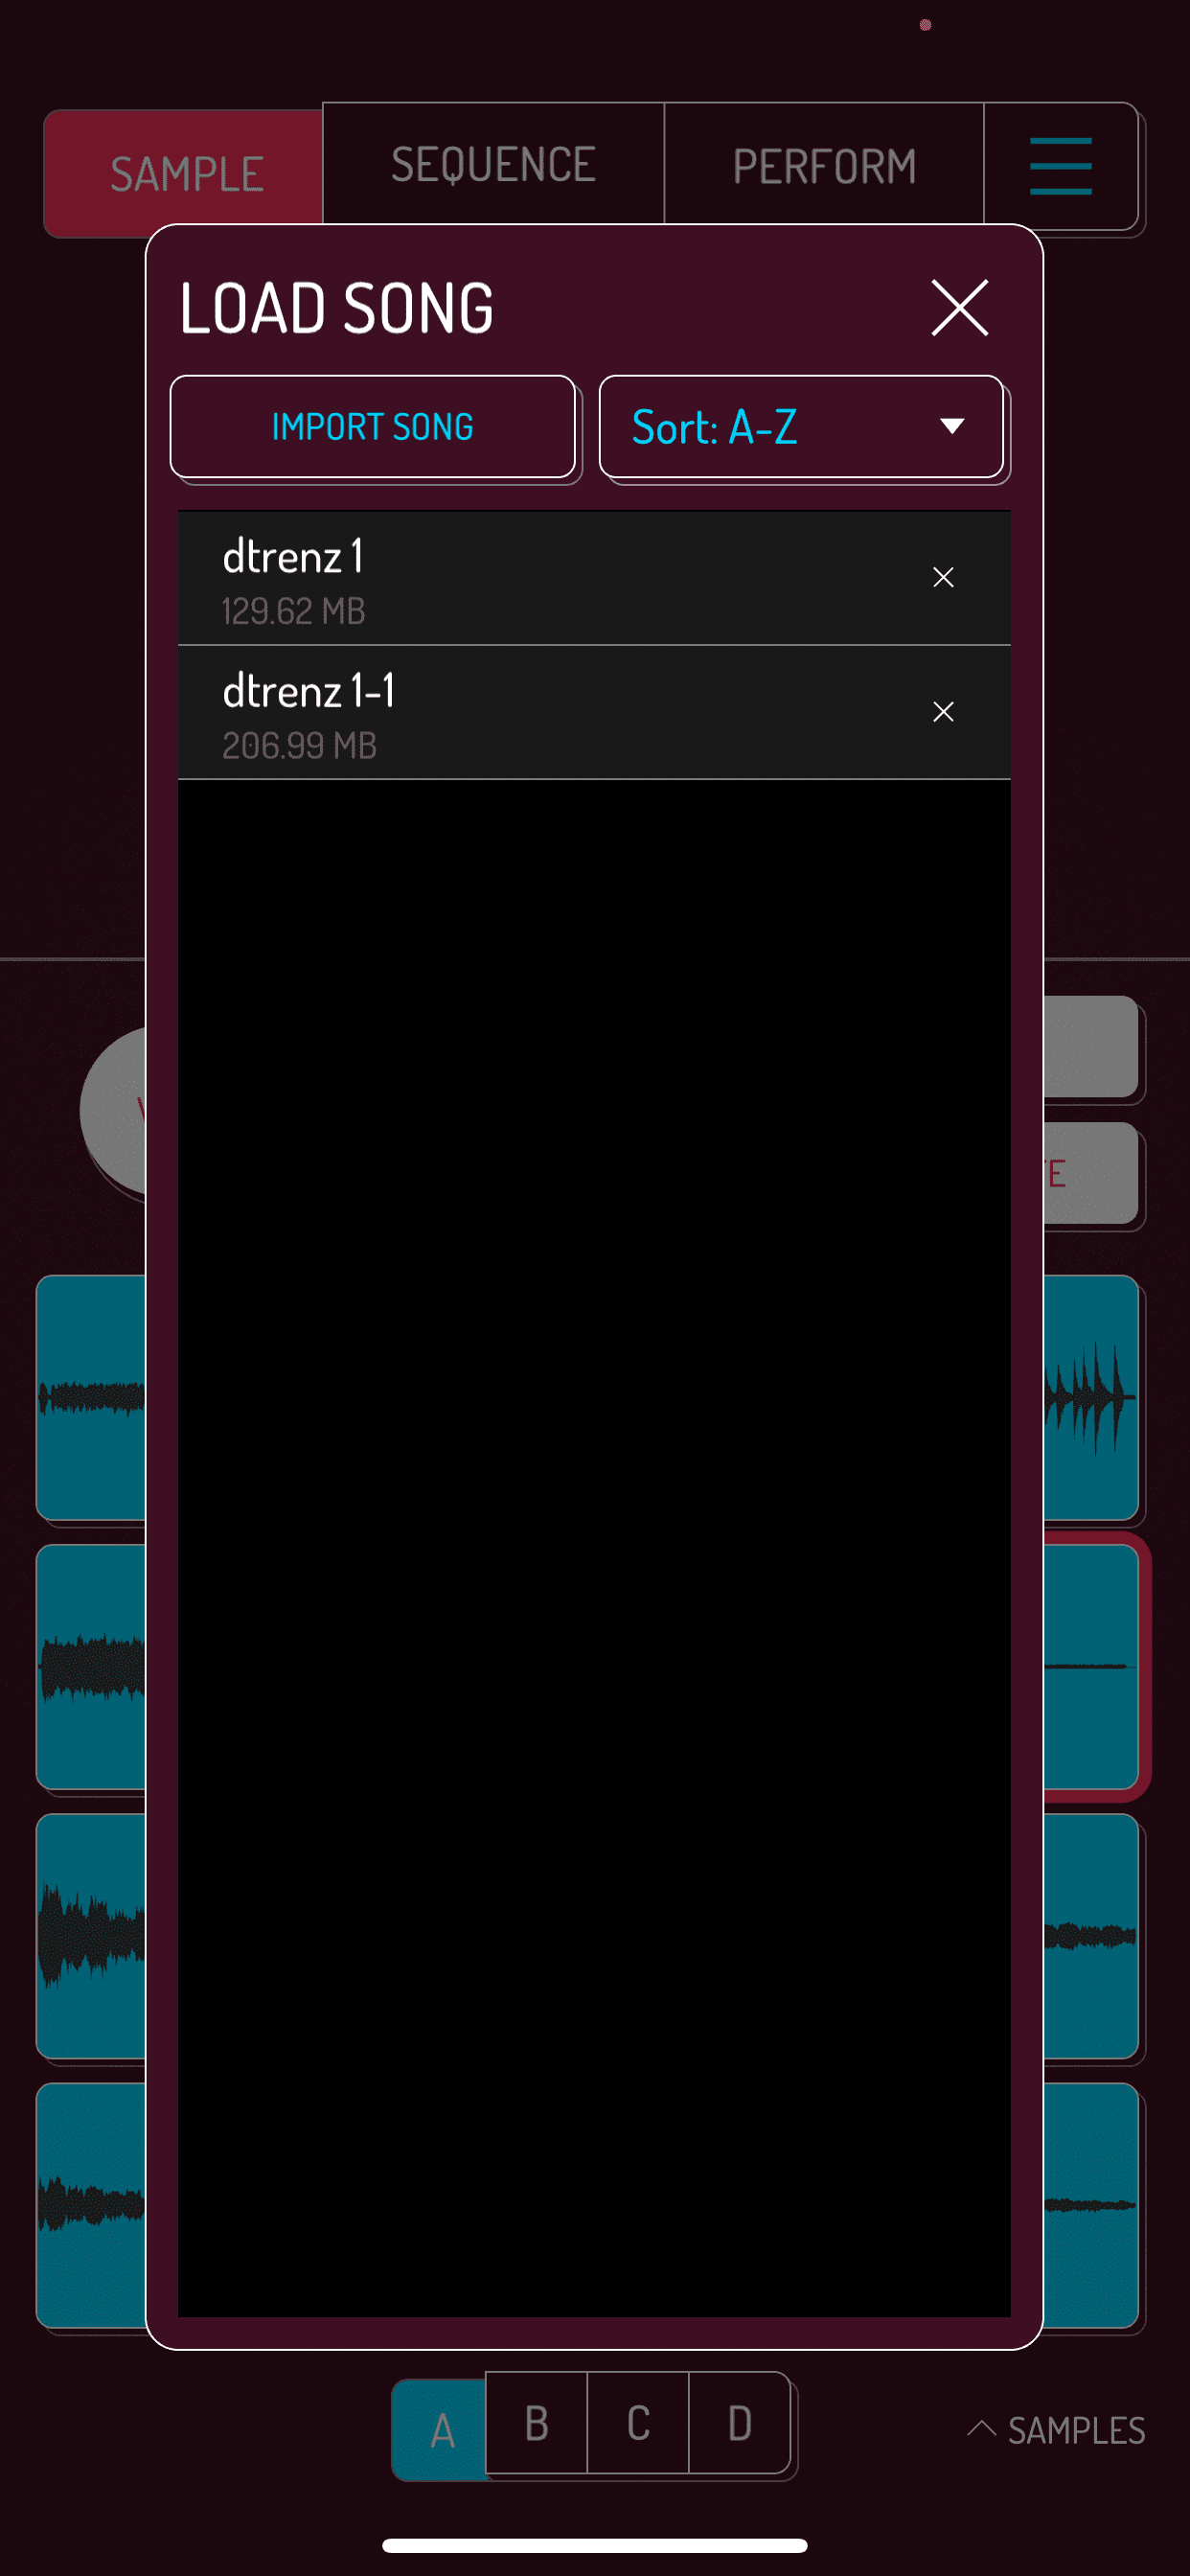 SAMPLE
SEQUENCE
PERFORM
LOAD SONG
IMPORT SONG
Sort: A-Z
dtrenz 1
129.62 MB
dtrenz 1-1
206.99 MB
A
B
C
D
SAMPLES